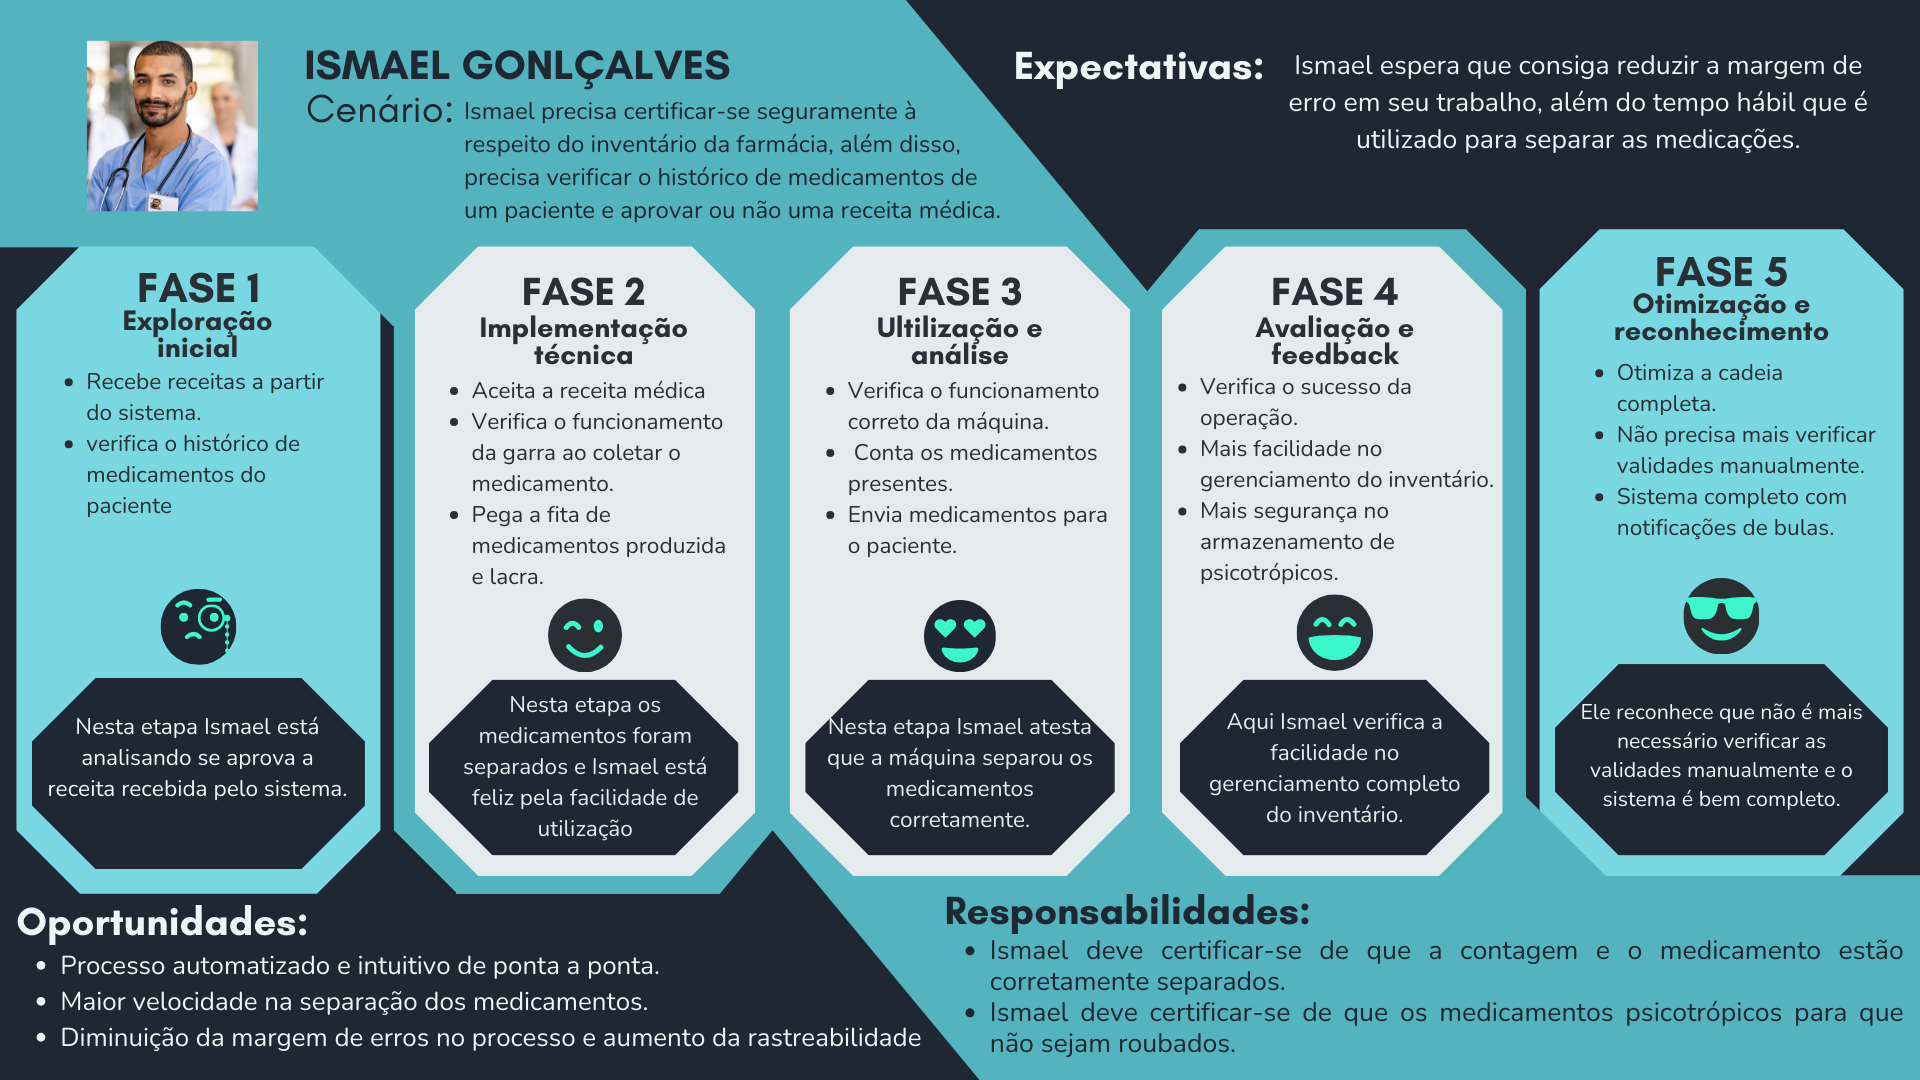 ISMAEL GONLÇALVES
Cenário:
Ismael precisa certificar-se seguramente à
respeito do inventário da farmácia, além disso,
precisa verificar o histórico de medicamentos de
um paciente e aprovar ou não uma receita médica.
Expectativas:
Ismael espera que consiga reduzir a margem de
erro em seu trabalho, além do tempo hábil que é
utilizado para separar as medicações.
FASE 1
Exploração
inicial
• Recebe receitas a partir
do sistema.
• verifica o histórico de
medicamentos do
paciente
Nesta etapa Ismael está
analisando se aprova a
receita recebida pelo sistema.
FASE 2
Implementação
técnica
• Aceita a receita médica
• Verifica o funcionamento
da garra ao coletar o
medicamento.
• Pega a fita de
medicamentos produzida
e lacra.
Nesta etapa os
medicamentos foram
separados e Ismael está
feliz pela facilidade de
utilização
FASE 3
Ultilização e
análise
• Verifica o funcionamento
correto da máquina.
• Conta os medicamentos
presentes.
• Envia medicamentos para
o paciente.
Nesta etapa Ismael atesta
que a máquina separou os
medicamentos
corretamente.
FASE 4
Avaliação e
feedback
• Verifica o sucesso da
operação.
• Mais facilidade no
gerenciamento do inventário.
• Mais segurança no
armazenamento de
psicotrópicos.
Aqui Ismael verifica a
facilidade no
gerenciamento completo
do inventário.
FASE 5
Otimização e
reconhecimento
• Otimiza a cadeia
completa.
• Não precisa mais verificar
validades manualmente.
• Sistema completo com
notificações de bulas.
Ele reconhece que não é mais
necessário verificar as
validades manualmente e o
sistema é bem completo.
Oportunidades:
• Processo automatizado e intuitivo de ponta a ponta.
• Maior velocidade na separação dos medicamentos.
• Diminuição da margem de erros no processo e aumento da rastreabilidade
Responsabilidades:
• Ismael deve certificar-se de que a contagem e o medicamento estão
corretamente separados.
• Ismael deve certificar-se de que os medicamentos psicotrópicos para que
não sejam roubados.